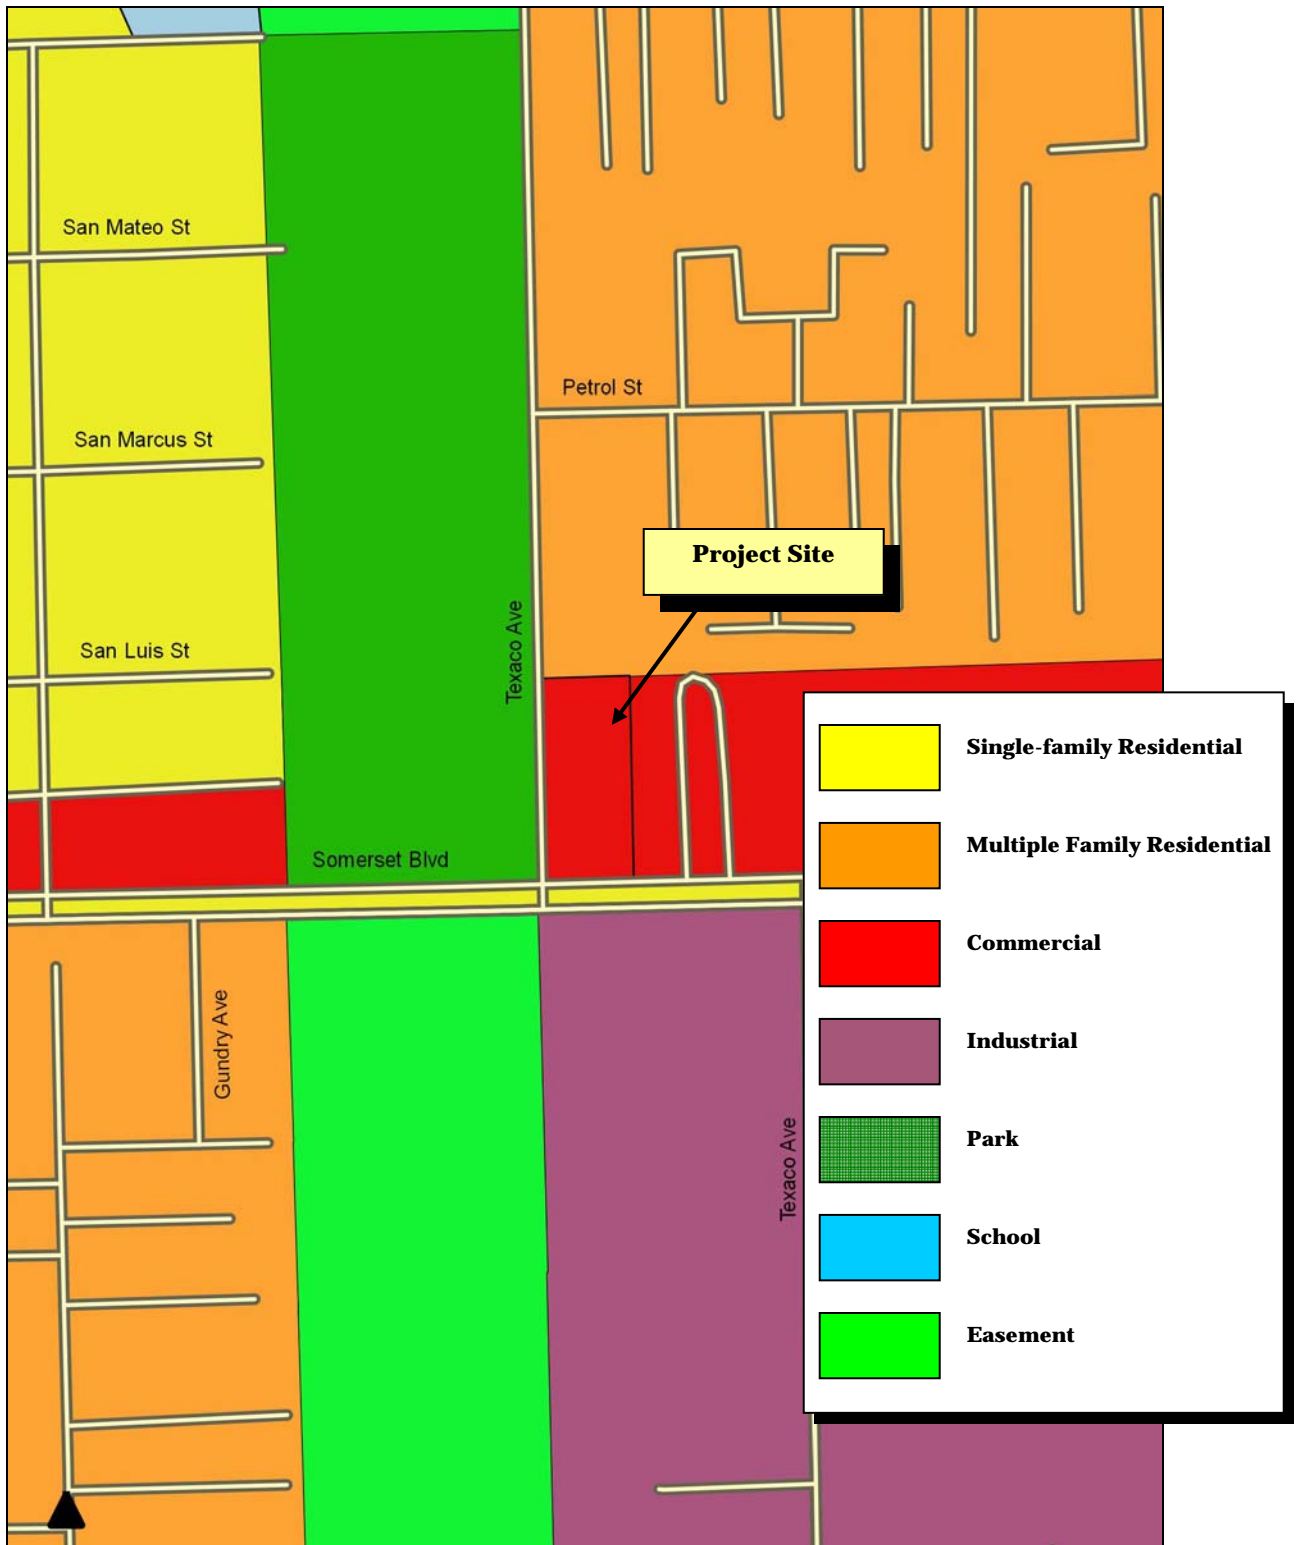 San Mateo St
Petrol St
San Marcus St
Project Site
Texaco Ave
San Luis St
Somerset Blvd
Gundry Ave
Texaco Ave
Single-family Residential
Multiple Family Residential
Commercial
Industrial
Park
School
Easement